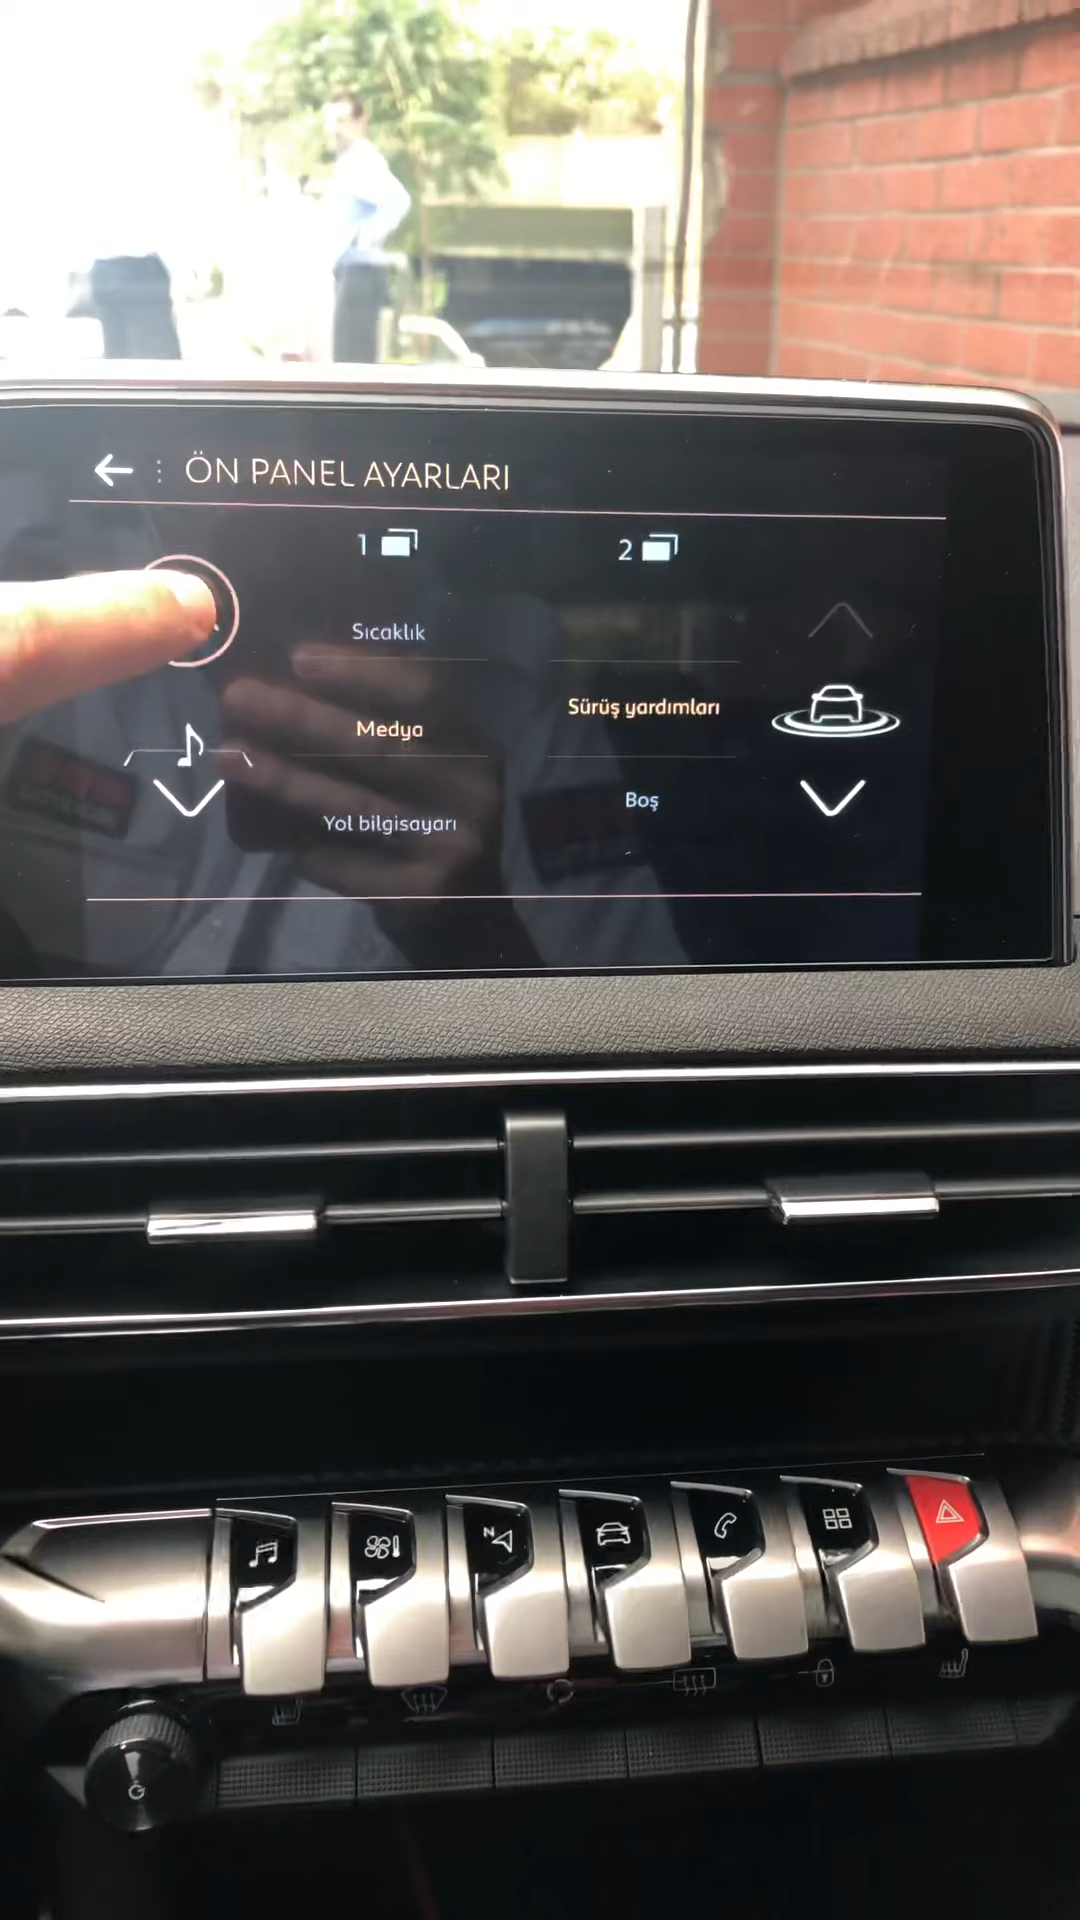 ÖN PANEL AYARLARI
1 2
Sıcaklık
Sürüş yardımları
Medya
Boş
Yol bilgisayarı
N